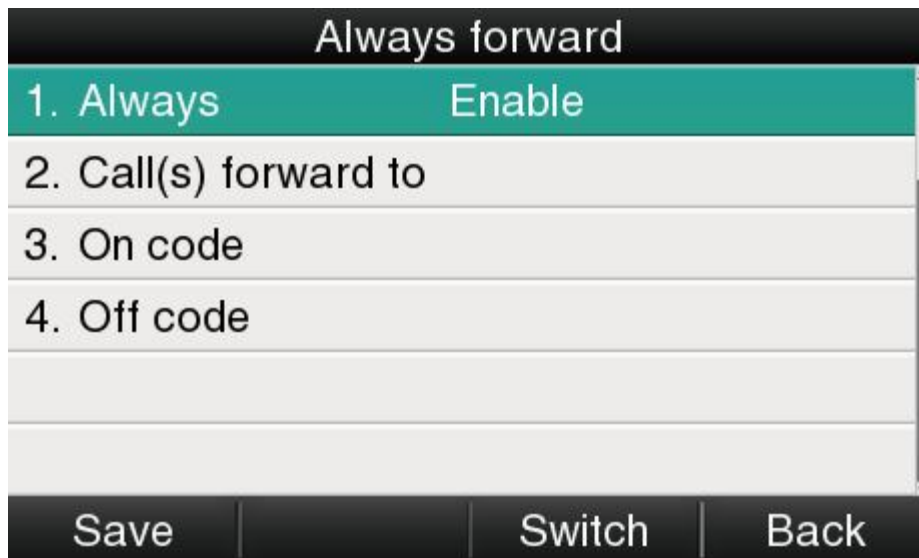 Always forward
1. Always Enable
2. Call(s) forward to
3. On code
4. Off code
Save Switch Back